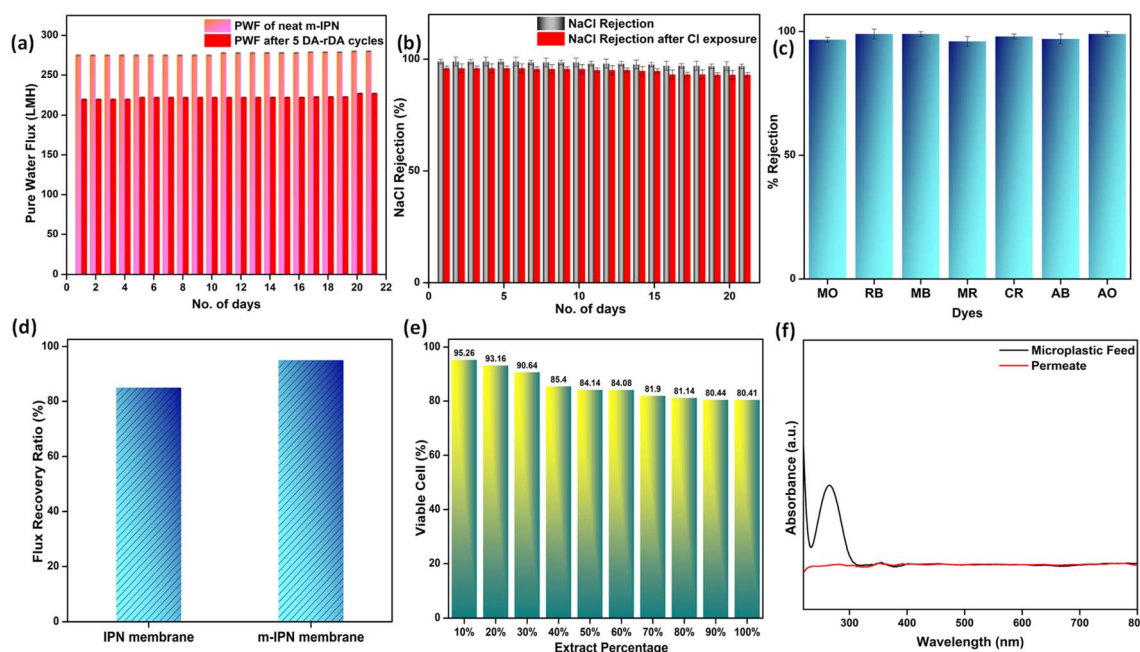 (a)
PWF of neat m-IPN
PWF after 5 DA-rDA cycles
300
250
200
150
100
50
0
Pure Water Flux (LMH)
0 2 4 6 8 10 12 14 16 18 20 22
No. of days
(b)
NaCl Rejection
NaCl Rejection after Cl exposure
100
50
0
NaCl Rejection (%)
0 5 10 15 20
No. of days
(c)
100
50
0
% Rejection
MO RB MB MR CR AB AO
Dyes
(d)
100
80
60
40
20
0
Flux Recovery Ratio (%)
IPN membrane m-IPN membrane
(e)
100
80
60
40
20
0
Viable Cell (%)
95.26 93.16 90.64 85.4 84.14 84.08 81.9 81.14 80.44 80.41
10% 20% 30% 40% 50% 60% 70% 80% 90% 100%
Extract Percentage
(f)
Microplastic Feed
Permeate
Absorbance (a.u.)
300 400 500 600 700 80
Wavelength (nm)